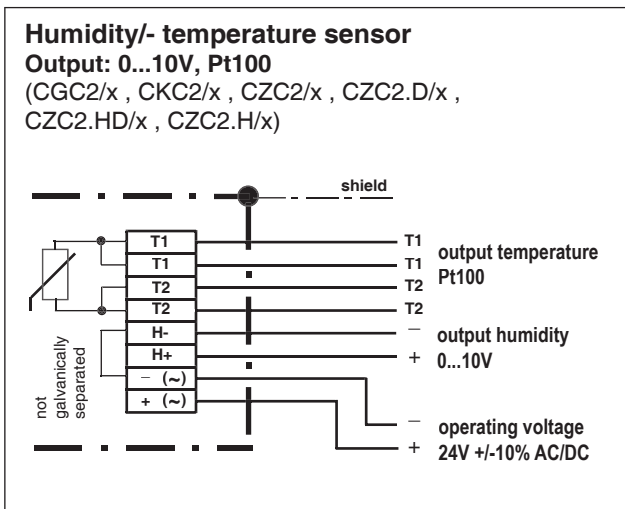 Humidity/- temperature sensor
Output: 0...10V, Pt100
(CGC2/x , CKC2/x , CZC2/x , CZC2.D/x ,
CZC2.HD/x , CZC2.H/x)
shield
T1
T1
T2
T2
H-
H+
− (~)
+ (~)
not
galvanically
separated
T1
T1
T2
T2
−
+
−
+
output temperature
Pt100
output humidity
0...10V
operating voltage
24V +/-10% AC/DC